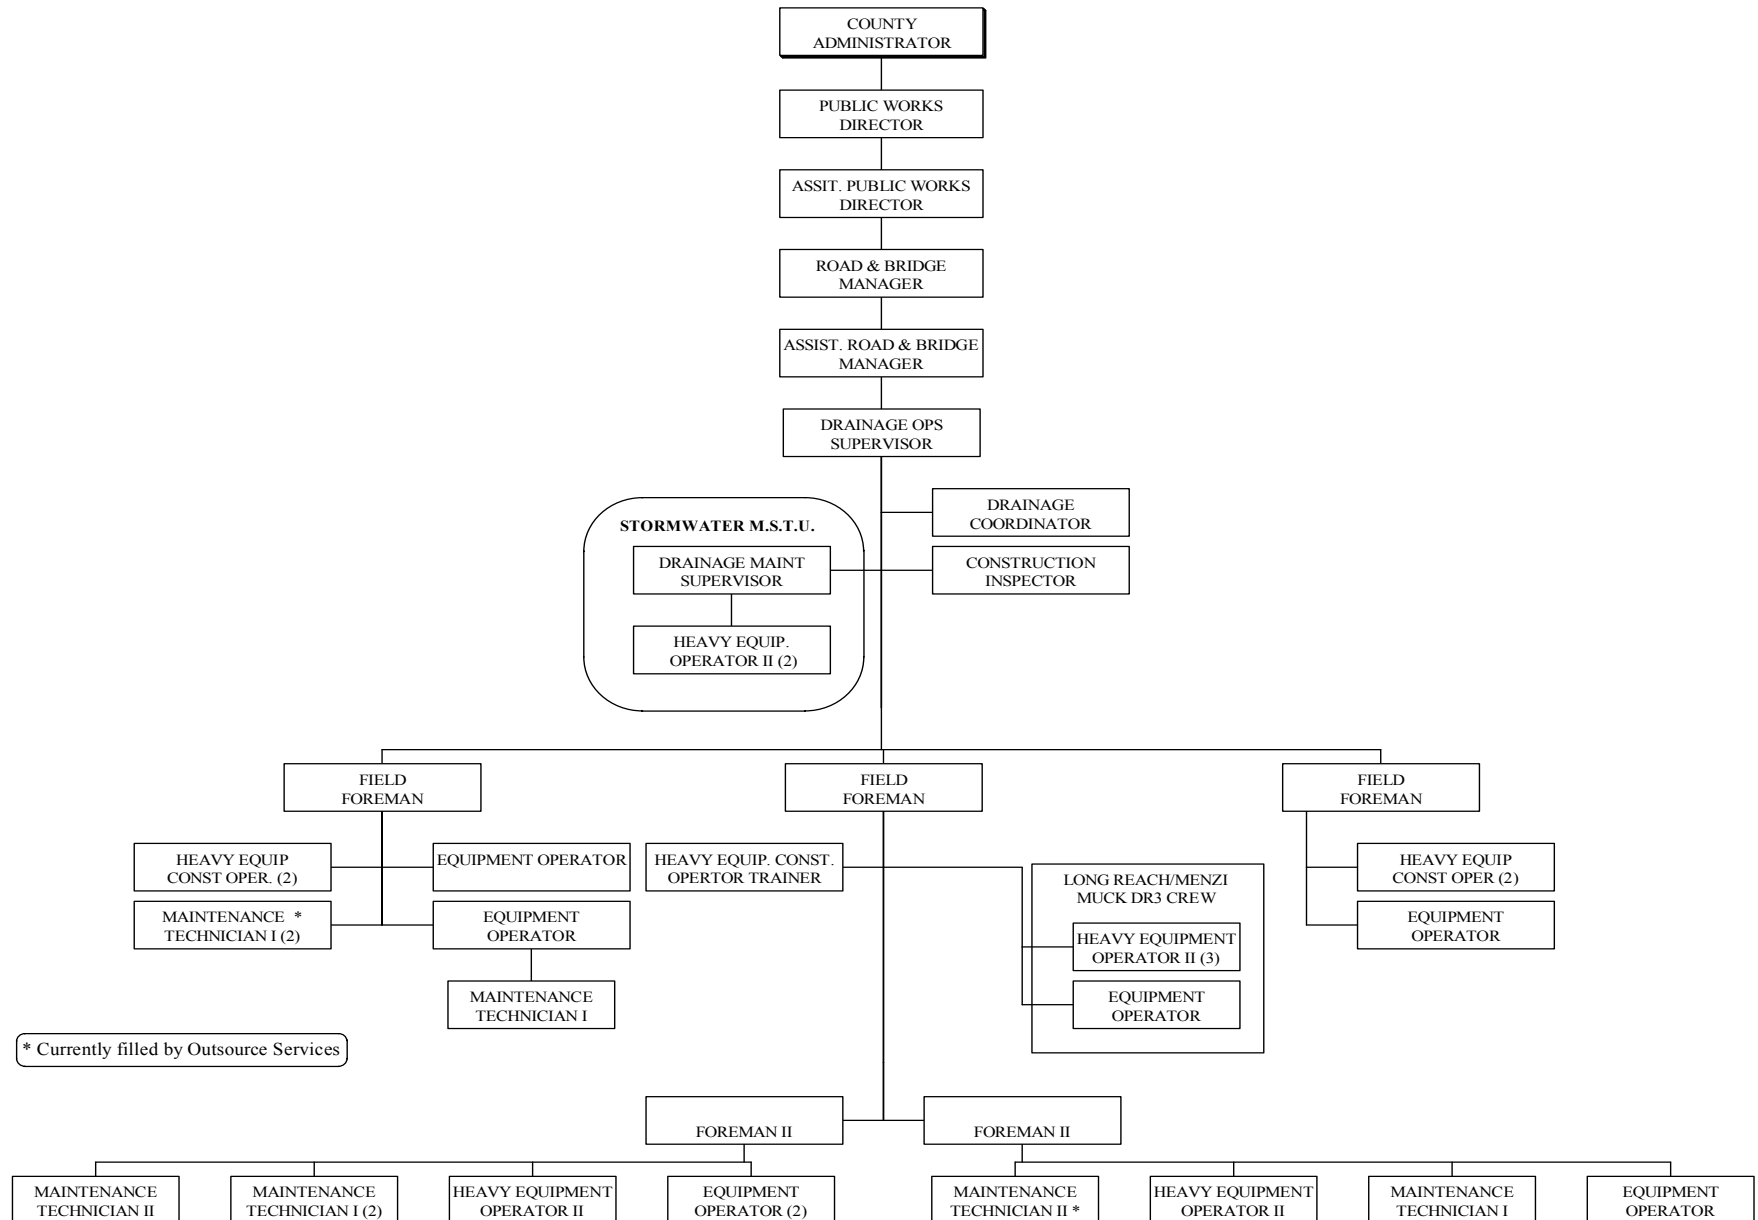 COUNTY
ADMINISTRATOR
PUBLIC WORKS
DIRECTOR
ASSIT. PUBLIC WORKS
DIRECTOR
ROAD & BRIDGE
MANAGER
ASSIST. ROAD & BRIDGE
MANAGER
DRAINAGE OPS
SUPERVISOR
DRAINAGE
COORDINATOR
STORMWATER M.S.T.U.
DRAINAGE MAINT
SUPERVISOR
CONSTRUCTION
INSPECTOR
HEAVY EQUIP.
OPERATOR II (2)
FIELD
FOREMAN
FIELD
FOREMAN
FIELD
FOREMAN
HEAVY EQUIP
CONST OPER. (2)
EQUIPMENT OPERATOR
MAINTENANCE *
TECHNICIAN I (2)
EQUIPMENT
OPERATOR
MAINTENANCE
TECHNICIAN I
HEAVY EQUIP. CONST.
OPERTOR TRAINER
LONG REACH/MENZI
MUCK DR3 CREW
HEAVY EQUIPMENT
OPERATOR II (3)
EQUIPMENT
OPERATOR
HEAVY EQUIP
CONST OPER (2)
EQUIPMENT
OPERATOR
* Currently filled by Outsource Services
FOREMAN II
FOREMAN II
MAINTENANCE
TECHNICIAN II
MAINTENANCE
TECHNICIAN I (2)
HEAVY EQUIPMENT
OPERATOR II
EQUIPMENT
OPERATOR (2)
MAINTENANCE
TECHNICIAN II *
HEAVY EQUIPMENT
OPERATOR II
MAINTENANCE
TECHNICIAN I
EQUIPMENT
OPERATOR